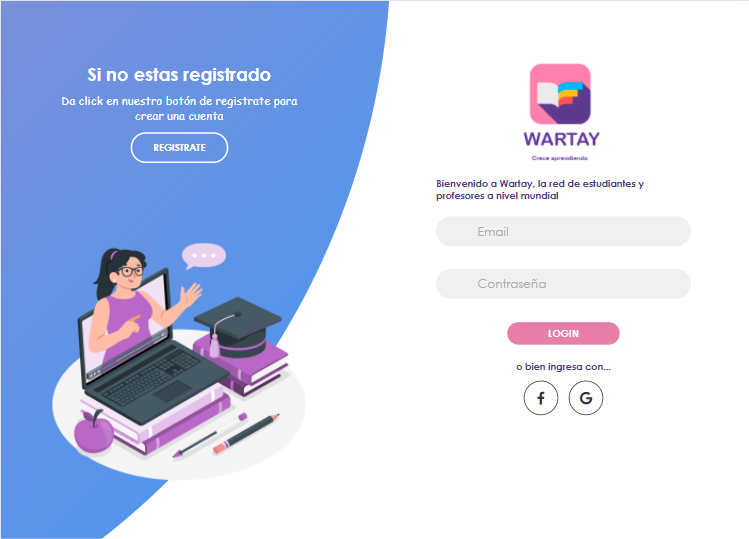 Si no estas registrado
Da click en nuestro botón de registrate para
crear una cuenta
REGISTRATE
WARTAY
Crece aprendiendo
Bienvenido a Wartay, la red de estudiantes y
profesores a nivel mundial
Email
Contraseña
LOGIN
o bien ingresa con...